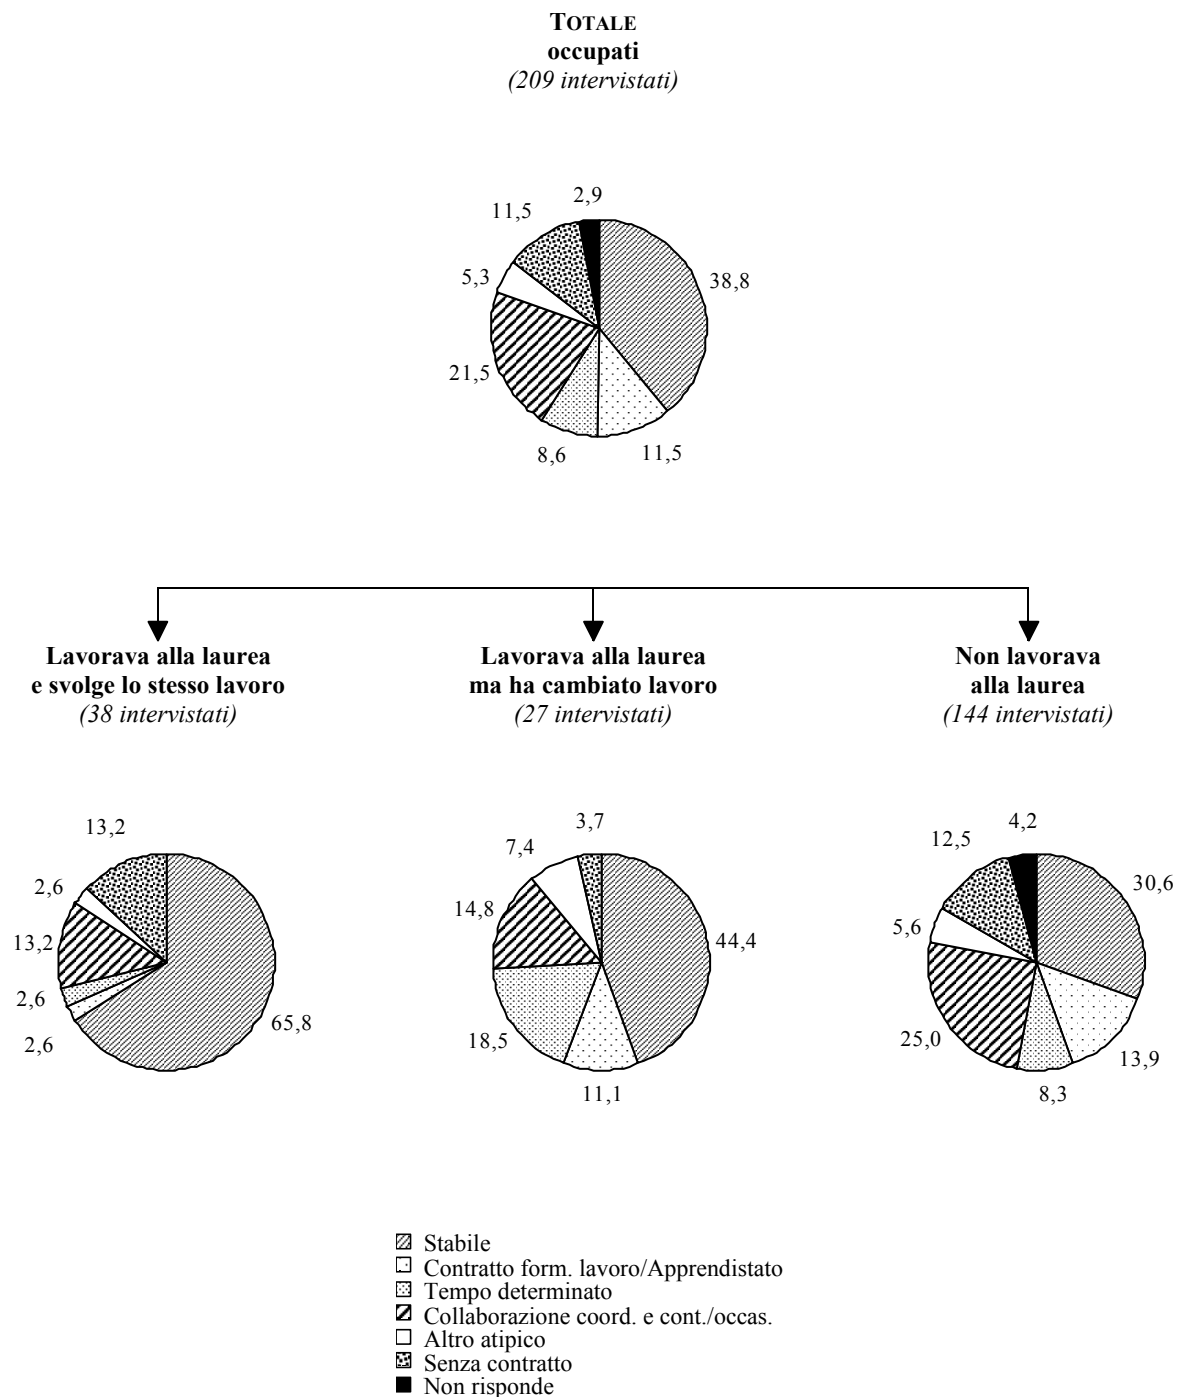 TOTALE
occupati
(209 intervistati)
2,9
11,5
5,3
38,8
21,5
8,6
11,5
Lavorava alla laurea
e svolge lo stesso lavoro
(38 intervistati)
Lavorava alla laurea
ma ha cambiato lavoro
(27 intervistati)
Non lavorava
alla laurea
(144 intervistati)
13,2
2,6
13,2
2,6
2,6
65,8
3,7
7,4
14,8
44,4
18,5
11,1
4,2
12,5
30,6
5,6
25,0
13,9
8,3
Stabile
Contratto form. lavoro/Apprendistato
Tempo determinato
Collaborazione coord. e cont./occas.
Altro atipico
Senza contratto
Non risponde